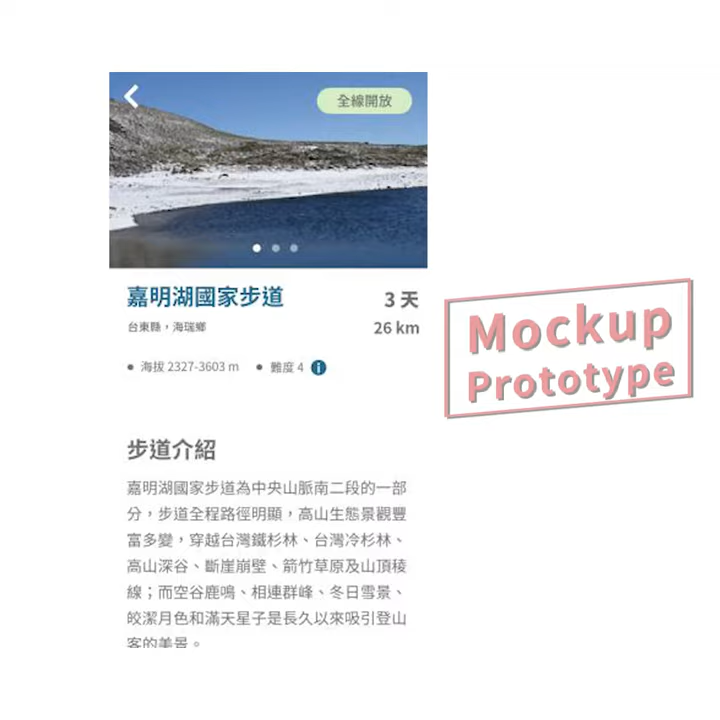 全線開放
嘉明湖國家步道
3 天
台東縣，海瑞鄉
26 km
海拔 2327-3603 m
難度 4 i
步道介紹
嘉明湖國家步道為中央山脈南二段的一部
分，步道全程路徑明顯，高山生態景觀豐
富多變，穿越台灣鐵杉林、台灣冷杉林、
高山深谷、斷崖崩壁、箭竹草原及山頂稜
線；而空谷鹿鳴、相連群峰、冬日雪景、
皎潔月色和滿天星子是長久以來吸引登山
客的美景。
Mockup
Prototype